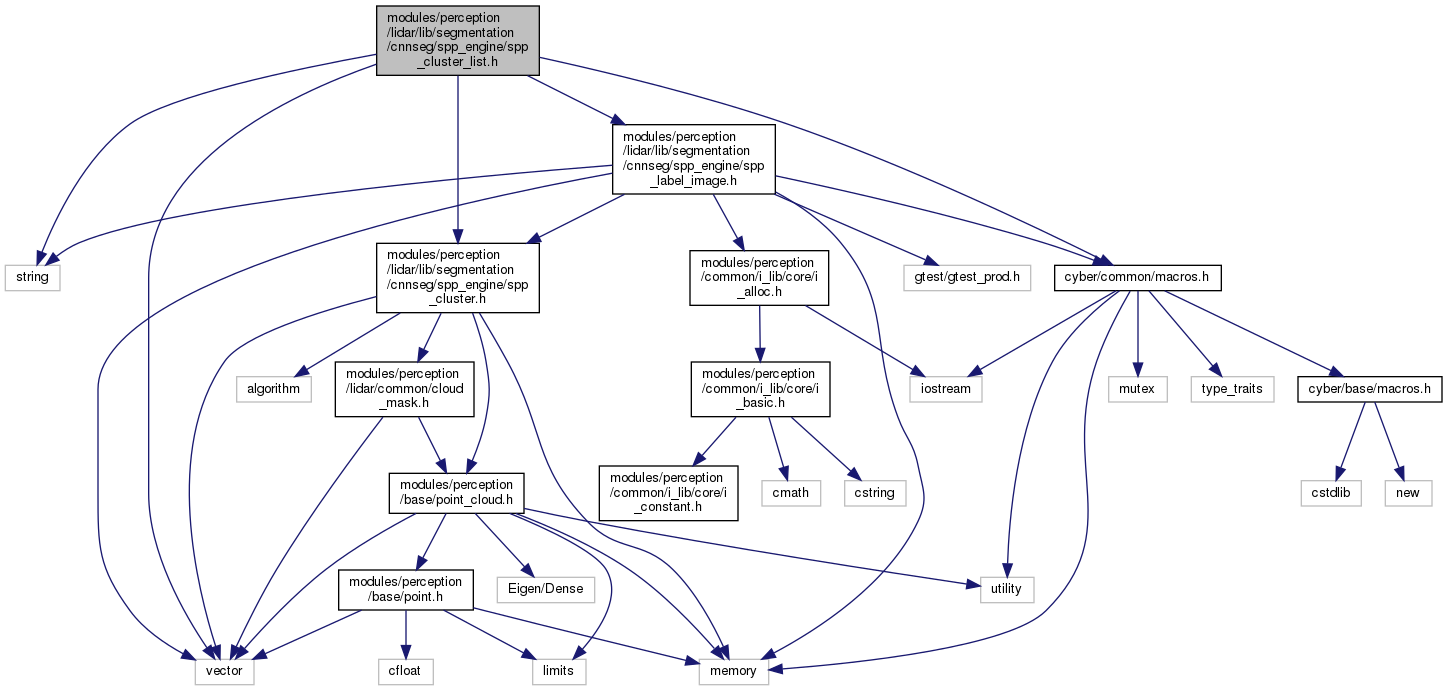 modules/perception
/lidar/lib/segmentation
/cnnseg/spp_engine/spp
_cluster_list.h
modules/perception
/lidar/lib/segmentation
/cnnseg/spp_engine/spp
_label_image.h
string
modules/perception
/lidar/lib/segmentation
/cnnseg/spp_engine/spp
_cluster.h
modules/perception
/common/i_lib/core/i
_alloc.h
gtest/gtest_prod.h
cyber/common/macros.h
algorithm
modules/perception
/lidar/common/cloud
_mask.h
modules/perception
/common/i_lib/core/i
_basic.h
iostream
mutex
type_traits
cyber/base/macros.h
modules/perception
/base/point_cloud.h
modules/perception
/common/i_lib/core/i
_constant.h
cmath
cstring
cstdlib
new
modules/perception
/base/point.h
Eigen/Dense
utility
vector
cfloat
limits
memory